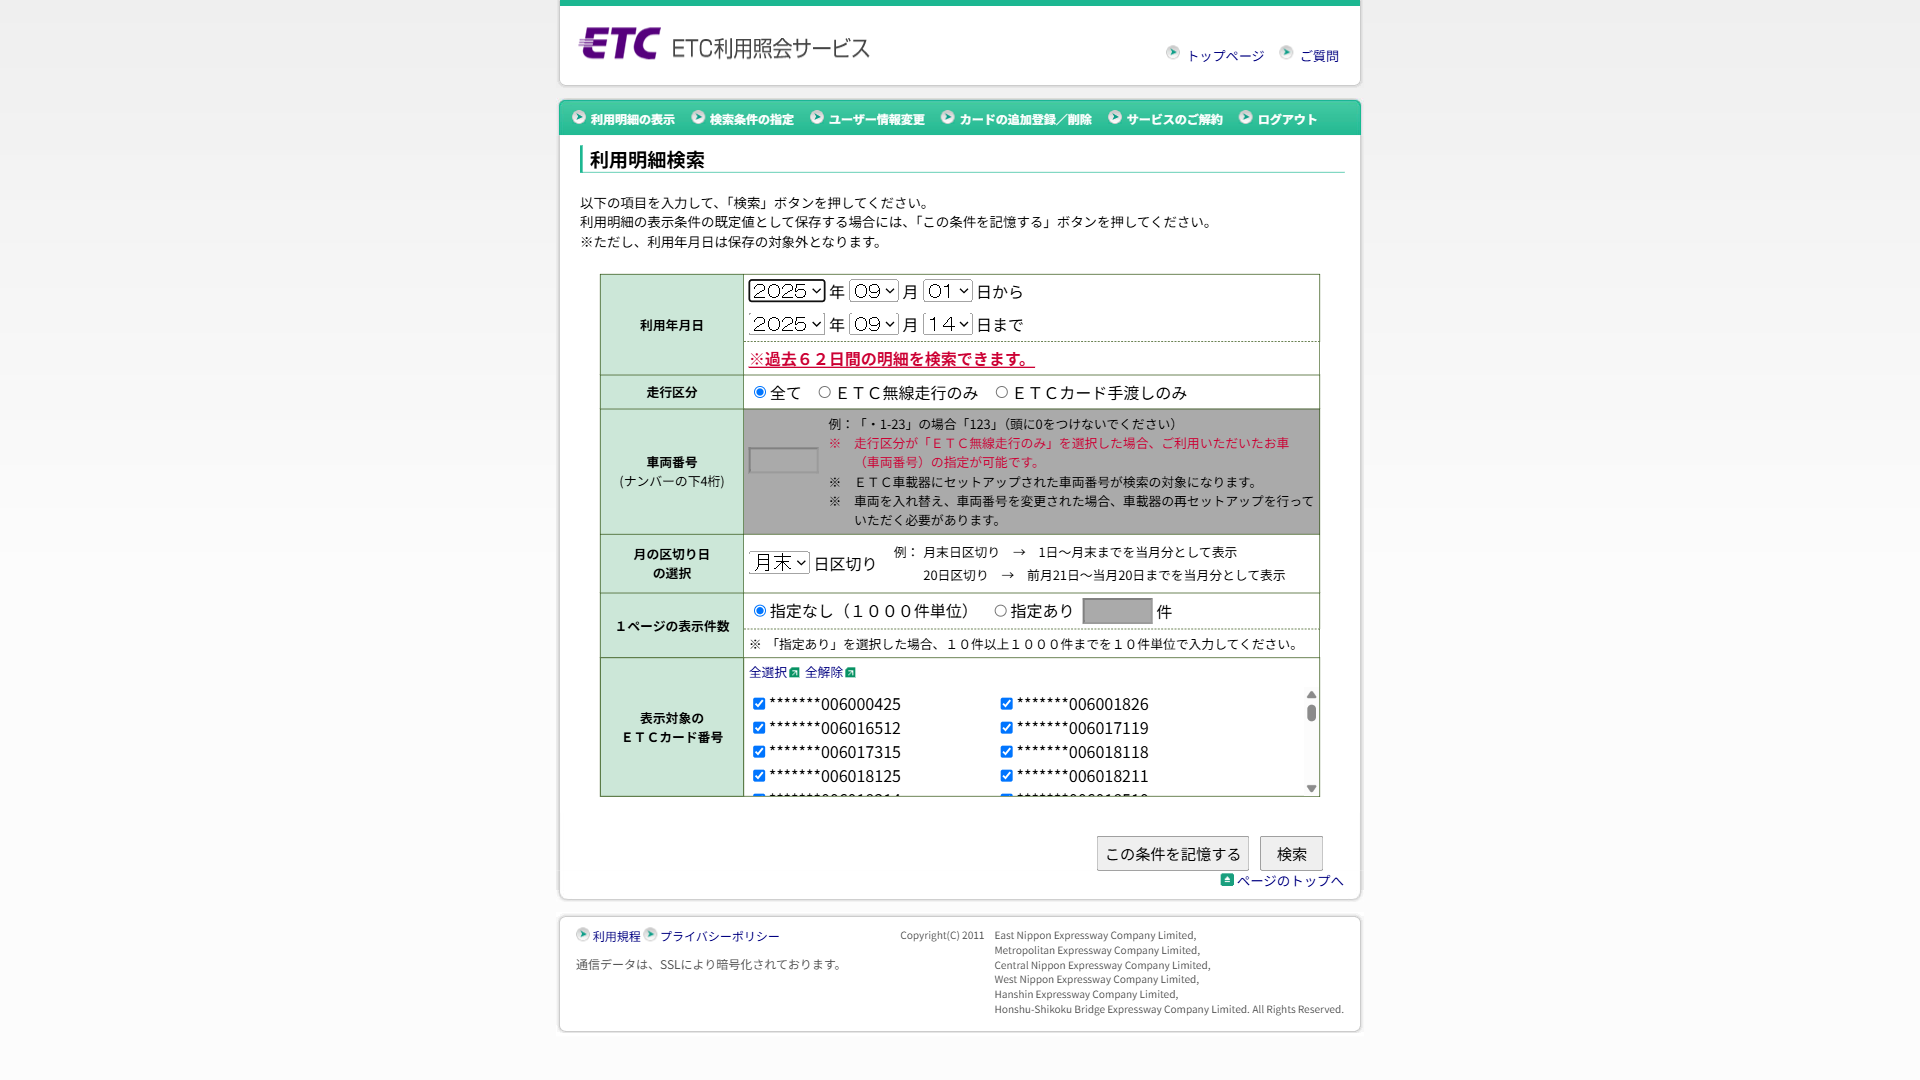 ETC ETC利用照会サービス
トップページ ご質問
利用明細の表示 検索条件の指定 ユーザー情報変更 カードの追加登録／削除 サービスのご解約 ログアウト
利用明細検索
以下の項目を入力して、「検索」ボタンを押してください。
利用明細の表示条件の既定値として保存する場合には、「この条件を記憶する」ボタンを押してください。
※ただし、利用年月日は保存の対象外となります。
利用年月日
2025 年 09 月 01 日から
2025 年 09 月 14 日まで
※過去６２日間の明細を検索できます。
走行区分
全て ＥＴＣ無線走行のみ ＥＴＣカード手渡しのみ
車両番号
(ナンバーの下4桁)
例：「・1-23」の場合「123」（頭に0をつけないでください）
※ 走行区分が「ＥＴＣ無線走行のみ」を選択した場合、ご利用いただいたお車
（車両番号）の指定が可能です。
※ ＥＴＣ車載器にセットアップされた車両番号が検索の対象になります。
※ 車両を入れ替え、車両番号を変更された場合、車載器の再セットアップを行って
いただく必要があります。
月の区切り日
の選択
月末 日区切り
例： 月末日区切り → 1日～月末までを当月分として表示
20日区切り → 前月21日～当月20日までを当月分として表示
１ページの表示件数
指定なし（１０００件単位） 指定あり 件
※ 「指定あり」を選択した場合、１０件以上１０００件までを１０件単位で入力してください。
表示対象の
ＥＴＣカード番号
全選択 全解除
*******006000425 *******006001826
*******006016512 *******006017119
*******006017315 *******006018118
*******006018125 *******006018211
この条件を記憶する 検索
ページのトップへ
利用規程 プライバシーポリシー
通信データは、SSLにより暗号化されております。
Copyright(C) 2011 East Nippon Expressway Company Limited,
Metropolitan Expressway Company Limited,
Central Nippon Expressway Company Limited,
West Nippon Expressway Company Limited,
Hanshin Expressway Company Limited,
Honshu-Shikoku Bridge Expressway Company Limited. All Rights Reserved.